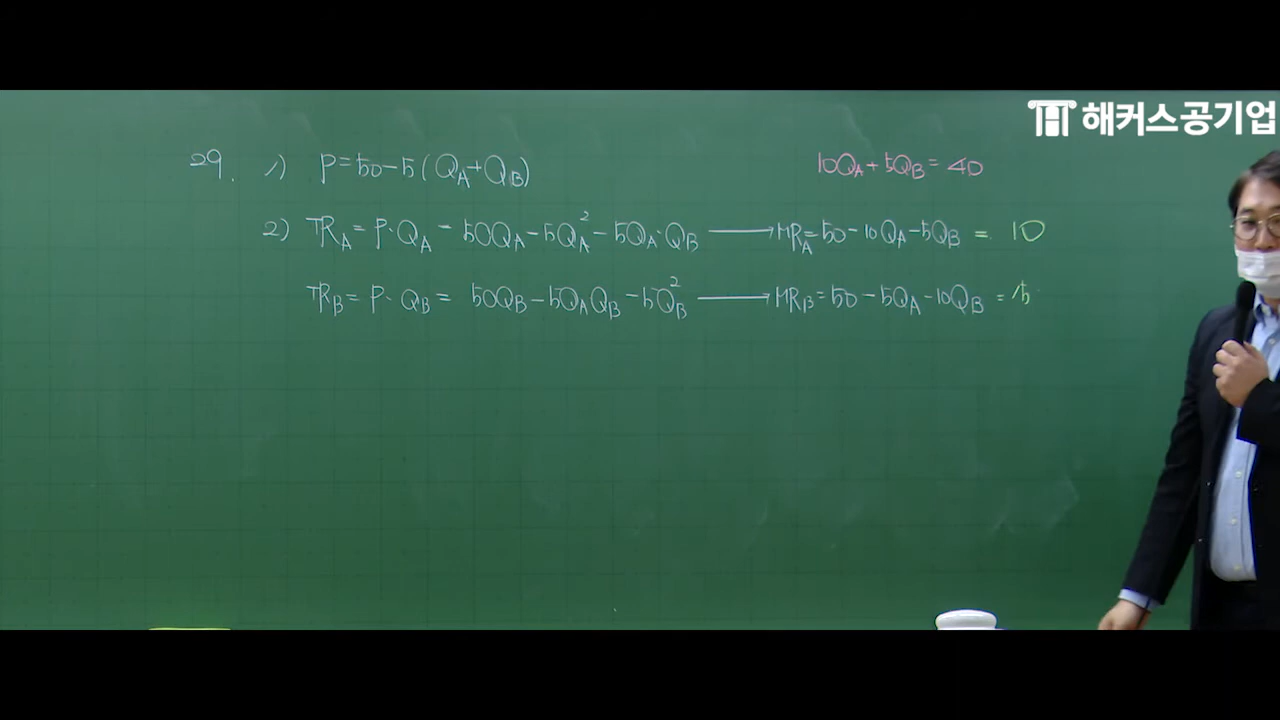 해커스공기업
29. 1) P=50-5(QA+QB)
10QA+5QB=40
2) TRA=P·QA=50QA-5QA²-5QA·QB → MRA=50-10QA-5QB=10
TRB=P·QB=50QB-5QAQB-5QB² → MRB=50-5QA-10QB=15